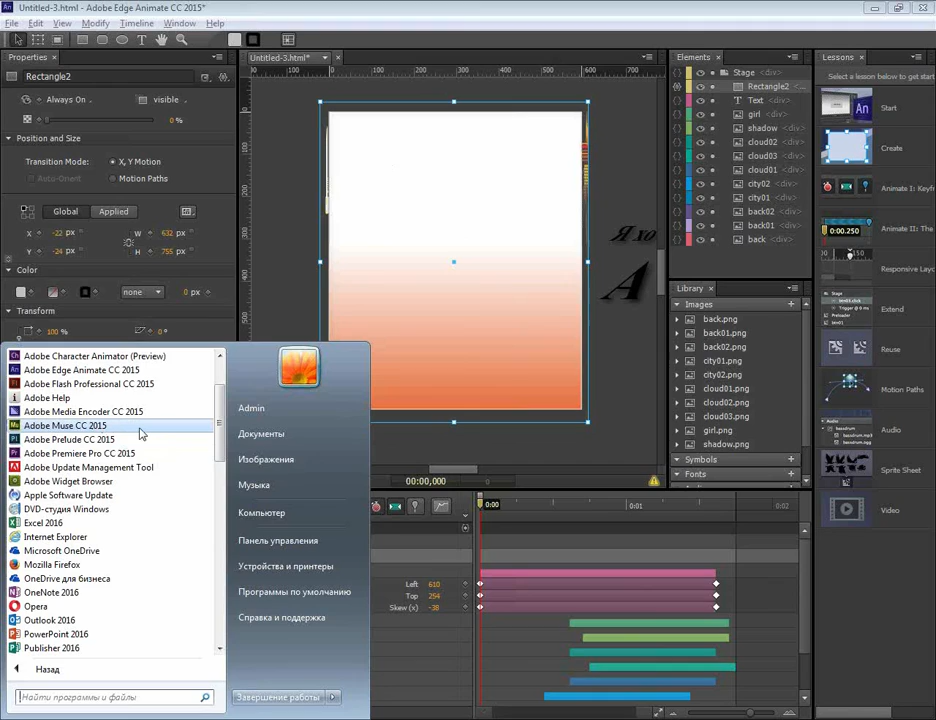 Untitled-3.html* - Adobe Edge Animate CC 2015*
File Edit View Modify Timeline Window Help
Properties
Rectangle2
Always On
visible
0 %
Position and Size
Transition Mode:
X, Y Motion
Auto-Orient
Motion Paths
Global
Applied
X -22 px
W 632 px
Y -24 px
H 755 px
Color
none
0 px
Transform
100 %
0 °
Untitled-3.html*
0 100 200 300 400 500 600 700
Я хо
А
00:00,000
Elements
Stage <div>
Rectangle2
Text <div>
girl <div>
shadow <div>
cloud02 <div>
cloud03 <div>
cloud01 <div>
city02 <div>
city01 <div>
back02 <div>
back01 <div>
back <div>
Library
Images
back.png
back01.png
back02.png
city01.png
city02.png
cloud01.png
cloud02.png
cloud03.png
girl.png
shadow.png
Symbols
Fonts
Lessons
Select a lesson below to get started
Start
Create
Animate I: Keyf
Animate II: The
0:00.250
Responsive Layo
Extend
Reuse
Motion Paths
Audio
Sprite Sheet
Video
0:00
0:01
0:02
Left 610
Top 254
Skew (x) -38
Adobe Character Animator (Preview)
Adobe Edge Animate CC 2015
Adobe Flash Professional CC 2015
Adobe Help
Adobe Media Encoder CC 2015
Adobe Muse CC 2015
Adobe Prelude CC 2015
Adobe Premiere Pro CC 2015
Adobe Update Management Tool
Adobe Widget Browser
Apple Software Update
DVD-студия Windows
Excel 2016
Internet Explorer
Microsoft OneDrive
Mozilla Firefox
OneDrive для бизнеса
OneNote 2016
Opera
Outlook 2016
PowerPoint 2016
Publisher 2016
Назад
Найти программы и файлы
Admin
Документы
Изображения
Музыка
Компьютер
Панель управления
Устройства и принтеры
Программы по умолчанию
Справка и поддержка
Завершение работы